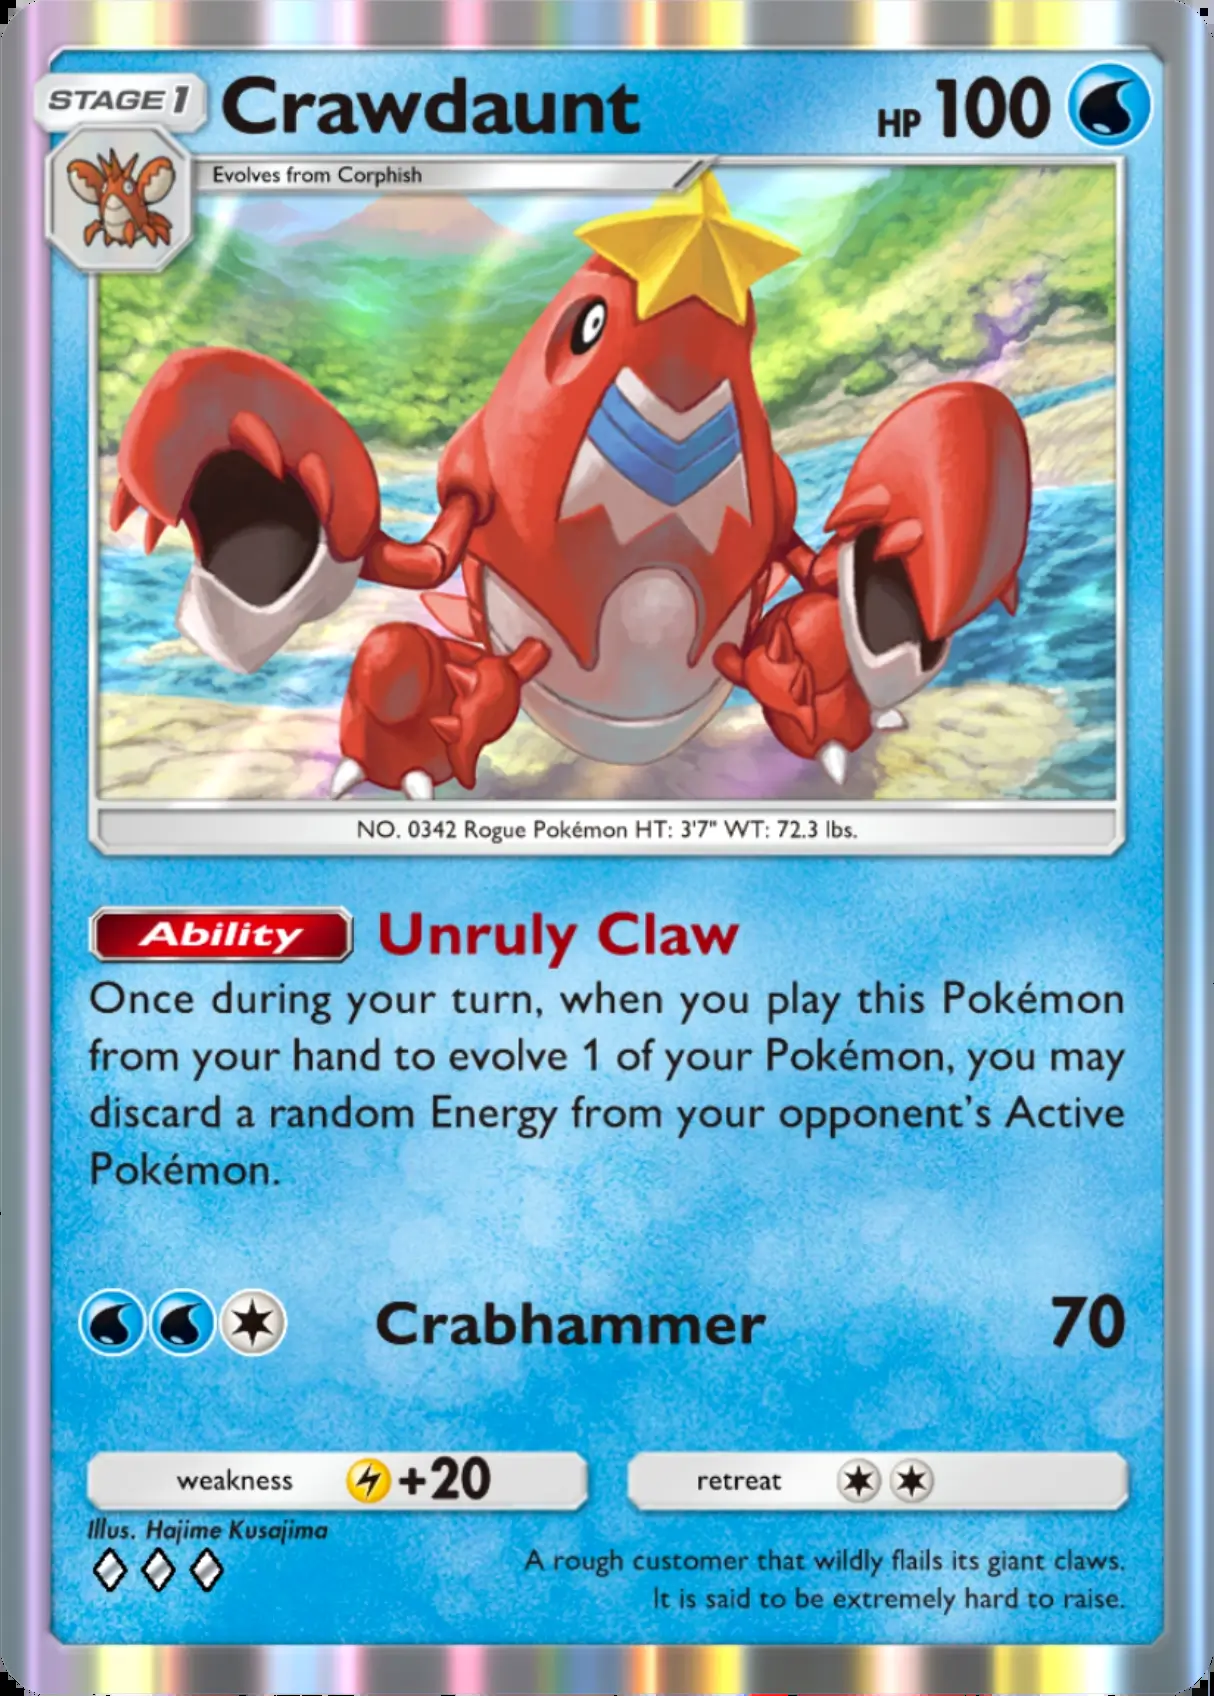 STAGE 1
Crawdaunt
HP 100
Evolves from Corphish
NO. 0342 Rogue Pokémon HT: 3'7" WT: 72.3 lbs.
Ability Unruly Claw
Once during your turn, when you play this Pokémon
from your hand to evolve 1 of your Pokémon, you may
discard a random Energy from your opponent's Active
Pokémon.
Crabhammer 70
weakness +20
retreat
Illus. Hajime Kusajima
A rough customer that wildly flails its giant claws.
It is said to be extremely hard to raise.